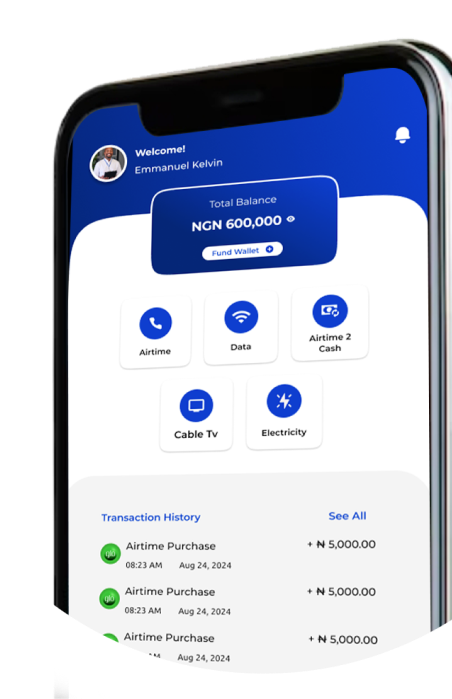 Welcome!
Emmanuel Kelvin
Total Balance
NGN 600,000
Fund Wallet
Airtime
Data
Airtime 2
Cash
Cable Tv
Electricity
Transaction History
See All
Airtime Purchase
+ ₦ 5,000.00
08:23 AM Aug 24, 2024
Airtime Purchase
+ ₦ 5,000.00
08:23 AM Aug 24, 2024
Airtime Purchase
+ ₦ 5,000.00
AM Aug 24, 2024